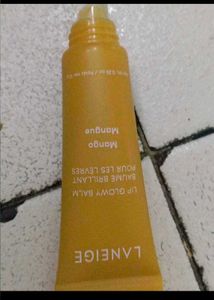 LANEIGE
LIP GLOWY BALM
BAUME BRILLANT
POUR LES LÈVRES
Mango
Mangue